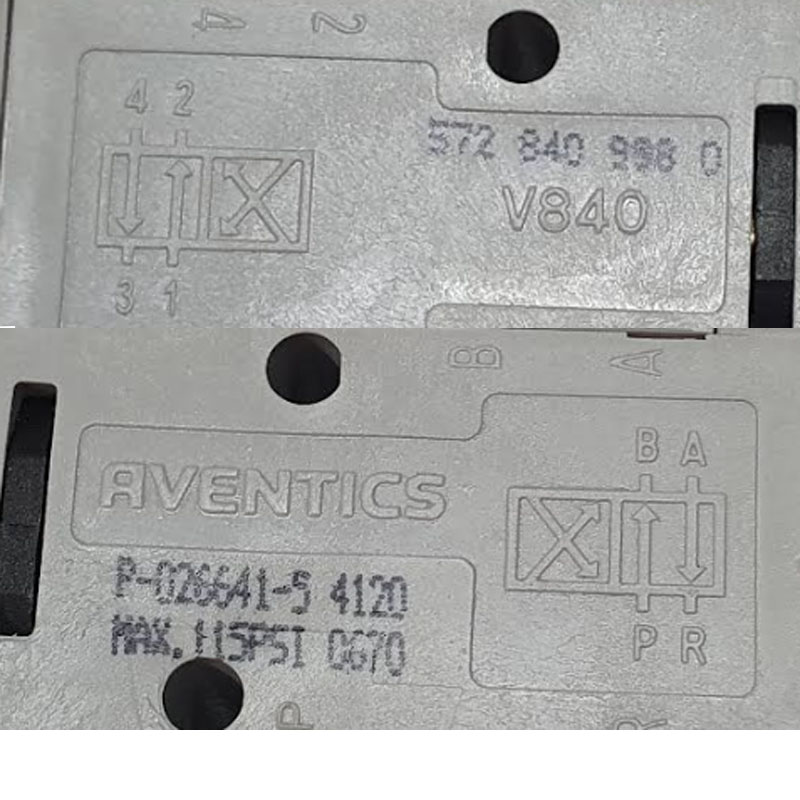 4 2
4 2
572 840 998 0
V840
3 1
B A
B A
AVENTICS
P-026641-5 4120
MAX. 115PSI 0670
P R
P R